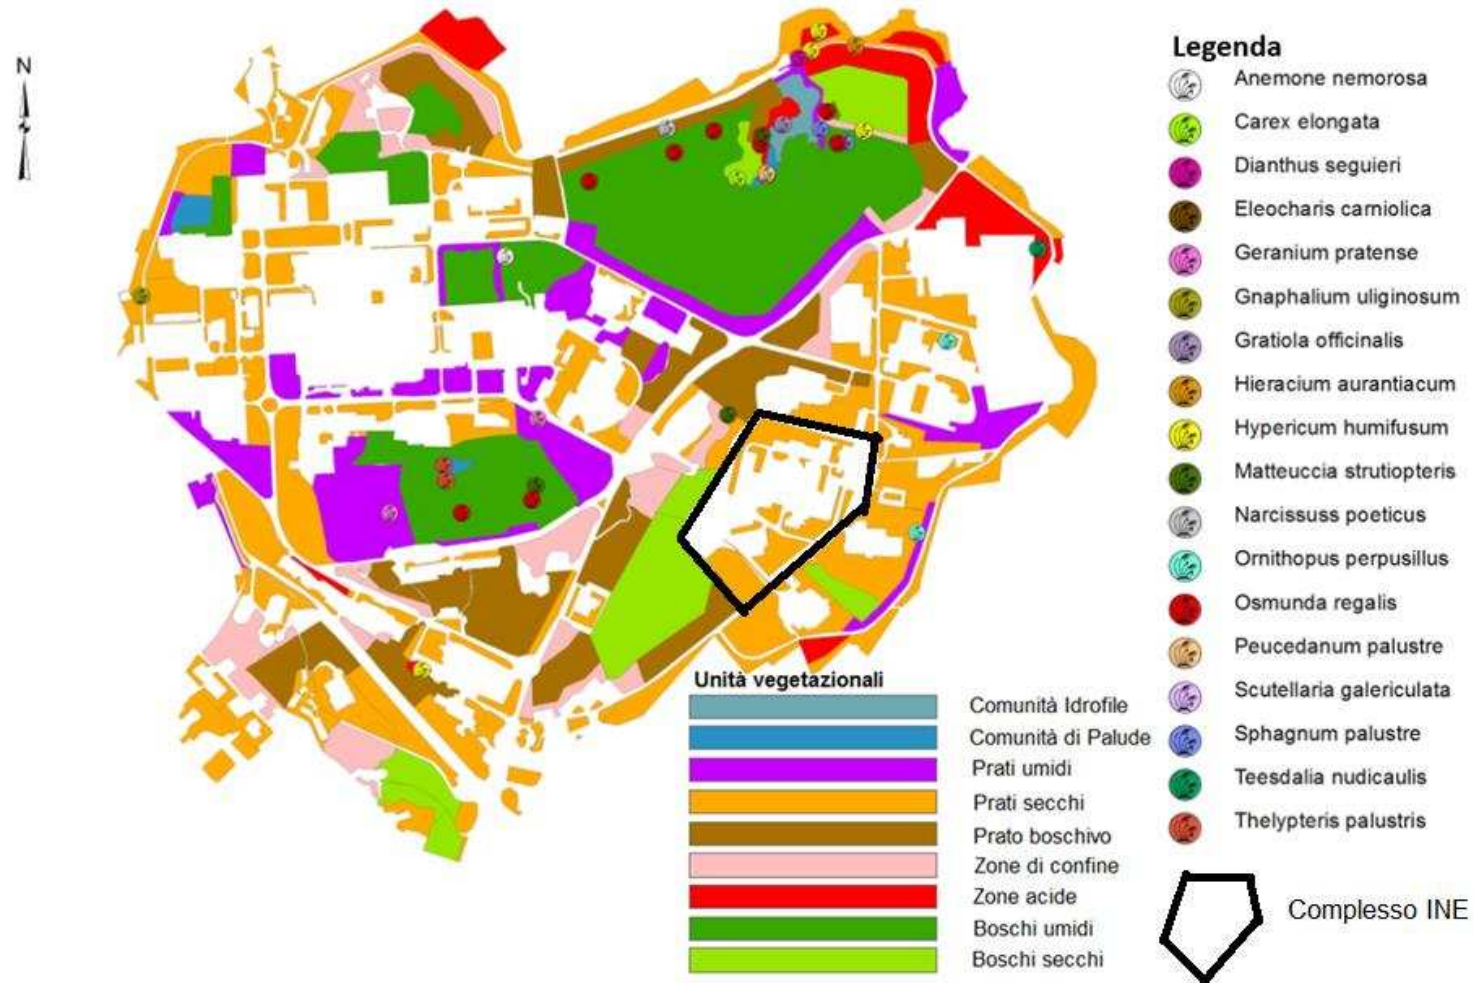 N
Legenda
Anemone nemorosa
Carex elongata
Dianthus seguieri
Eleocharis carniolica
Geranium pratense
Gnaphalium uliginosum
Gratiola officinalis
Hieracium aurantiacum
Hypericum humifusum
Matteuccia strutiopteris
Narcissuss poeticus
Ornithopus perpusillus
Osmunda regalis
Peucedanum palustre
Scutellaria galericulata
Sphagnum palustre
Teesdalia nudicaulis
Thelypteris palustris
Complesso INE
Unità vegetazionali
Comunità Idrofile
Comunità di Palude
Prati umidi
Prati secchi
Prato boschivo
Zone di confine
Zone acide
Boschi umidi
Boschi secchi